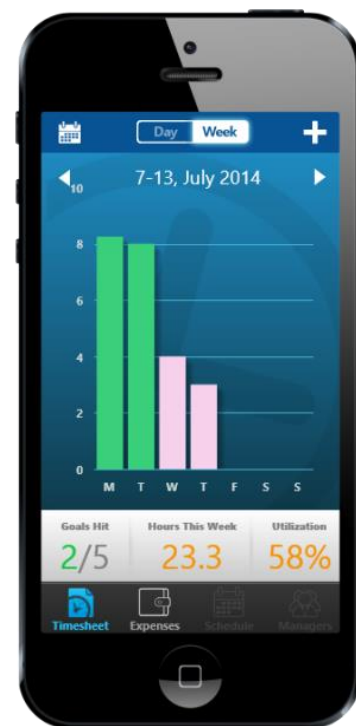 Day Week
7-13, July 2014
10
8
6
4
2
0
M T W T F S S
Goals Hit Hours This Week Utilization
2/5 23.3 58%
Timesheet Expenses Schedule Managers